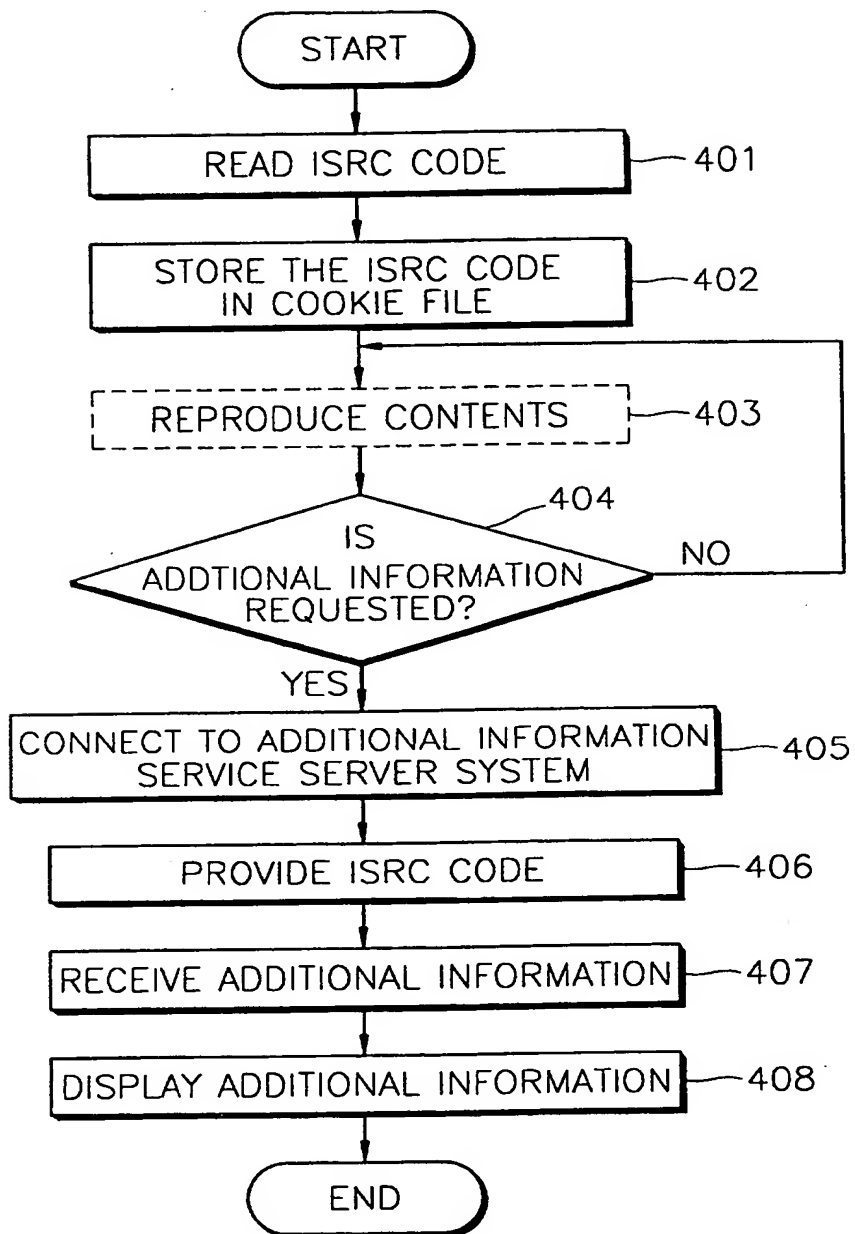 START
READ ISRC CODE
401
STORE THE ISRC CODE
IN COOKIE FILE
402
REPRODUCE CONTENTS
403
404
IS
ADDTIONAL INFORMATION
REQUESTED?
NO
YES
CONNECT TO ADDITIONAL INFORMATION
SERVICE SERVER SYSTEM
405
PROVIDE ISRC CODE
406
RECEIVE ADDITIONAL INFORMATION
407
DISPLAY ADDITIONAL INFORMATION
408
END